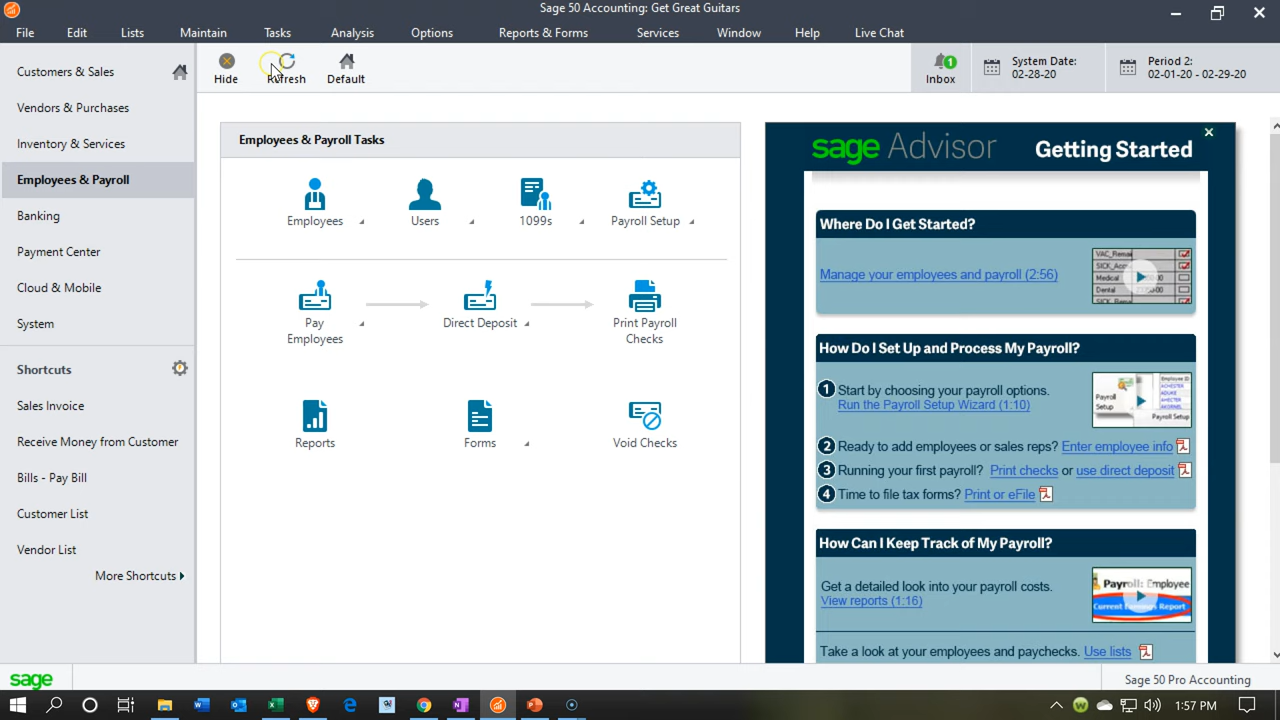 Sage 50 Accounting: Get Great Guitars
File Edit Lists Maintain Tasks Analysis Options Reports & Forms Services Window Help Live Chat
Customers & Sales
Vendors & Purchases
Inventory & Services
Employees & Payroll
Banking
Payment Center
Cloud & Mobile
System
Shortcuts
Sales Invoice
Receive Money from Customer
Bills - Pay Bill
Customer List
Vendor List
More Shortcuts
Hide Refresh Default
Inbox 1
System Date:
02-28-20
Period 2:
02-01-20 - 02-29-20
Employees & Payroll Tasks
Employees Users 1099s Payroll Setup
Pay
Employees
Direct Deposit
Print Payroll
Checks
Reports Forms Void Checks
sage Advisor Getting Started
Where Do I Get Started?
Manage your employees and payroll (2:56)
Medical
Dental
How Do I Set Up and Process My Payroll?
1 Start by choosing your payroll options.
Run the Payroll Setup Wizard (1:10)
Payroll
Setup
Employee ID
Payroll Setup
2 Ready to add employees or sales reps? Enter employee info
3 Running your first payroll? Print checks or use direct deposit
4 Time to file tax forms? Print or eFile
How Can I Keep Track of My Payroll?
Get a detailed look into your payroll costs.
View reports (1:16)
Payroll: Employee
Current Earnings Report
Take a look at your employees and paychecks. Use lists
sage
Sage 50 Pro Accounting
1:57 PM